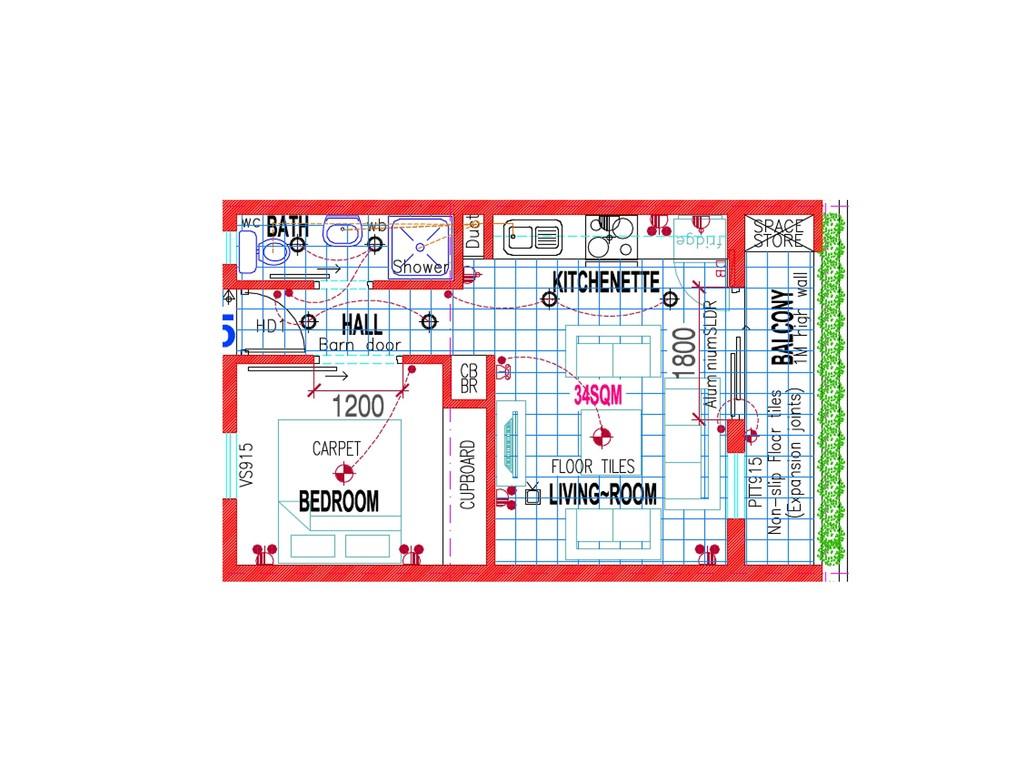 WC
BATH
wb
Shower
Duct
fridge
DB
SPACE
STORE
KITCHENETTE
HD1
HALL
Barn door
CB
BR
1200
34SQM
1800
AluminiumSLDR
BALCONY
1M high wall
Non-slip Floor tiles
(Expansion joints)
PTT915
VS915
CARPET
BEDROOM
CUPBOARD
FLOOR TILES
LIVING~ROOM